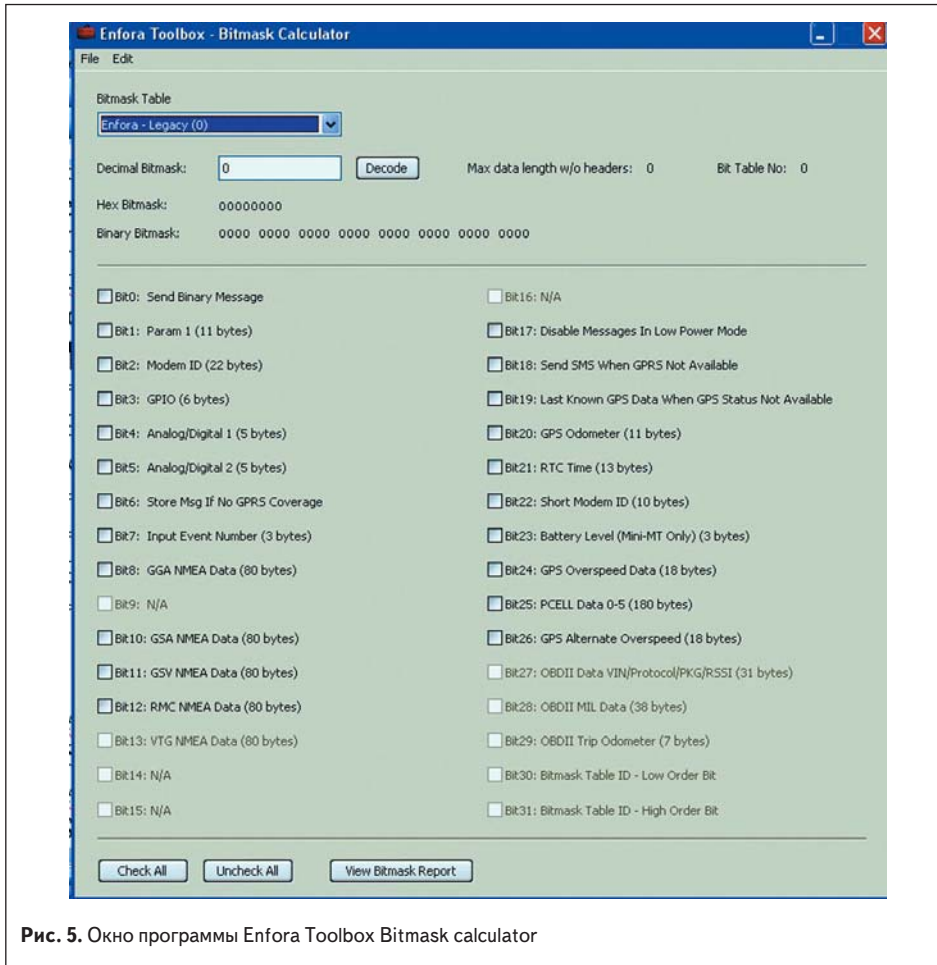 Enfora Toolbox - Bitmask Calculator
File Edit
Bitmask Table
Enfora - Legacy (0)
Decimal Bitmask: 0 Decode Max data length w/o headers: 0 Bit Table No: 0
Hex Bitmask: 00000000
Binary Bitmask: 0000 0000 0000 0000 0000 0000 0000 0000
Bit0: Send Binary Message
Bit1: Param 1 (11 bytes)
Bit2: Modem ID (22 bytes)
Bit3: GPIO (6 bytes)
Bit4: Analog/Digital 1 (5 bytes)
Bit5: Analog/Digital 2 (5 bytes)
Bit6: Store Msg If No GPRS Coverage
Bit7: Input Event Number (3 bytes)
Bit8: GGA NMEA Data (80 bytes)
Bit9: N/A
Bit10: GSA NMEA Data (80 bytes)
Bit11: GSV NMEA Data (80 bytes)
Bit12: RMC NMEA Data (80 bytes)
Bit13: VTG NMEA Data (80 bytes)
Bit14: N/A
Bit15: N/A
Bit16: N/A
Bit17: Disable Messages In Low Power Mode
Bit18: Send SMS When GPRS Not Available
Bit19: Last Known GPS Data When GPS Status Not Available
Bit20: GPS Odometer (11 bytes)
Bit21: RTC Time (13 bytes)
Bit22: Short Modem ID (10 bytes)
Bit23: Battery Level (Mini-MT Only) (3 bytes)
Bit24: GPS Overspeed Data (18 bytes)
Bit25: PCELL Data 0-5 (180 bytes)
Bit26: GPS Alternate Overspeed (18 bytes)
Bit27: OBDII Data VIN/Protocol/PKG/RSSI (31 bytes)
Bit28: OBDII MIL Data (38 bytes)
Bit29: OBDII Trip Odometer (7 bytes)
Bit30: Bitmask Table ID - Low Order Bit
Bit31: Bitmask Table ID - High Order Bit
Check All Uncheck All View Bitmask Report
Рис. 5. Окно программы Enfora Toolbox Bitmask calculator